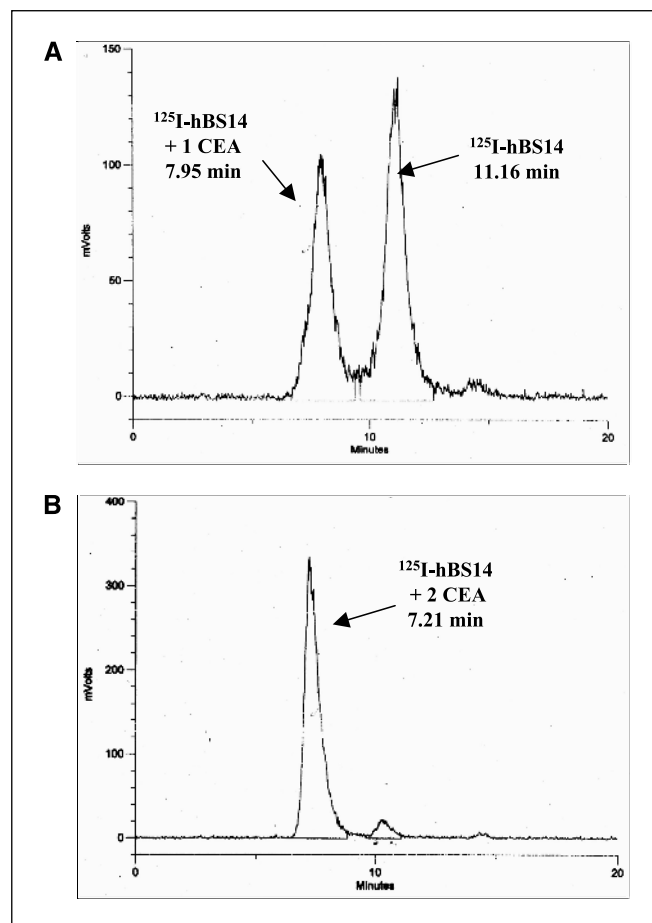 A
150
100
50
0
mVolts
¹²⁵I-hBS14
+ 1 CEA
7.95 min
¹²⁵I-hBS14
11.16 min
0
10
20
Minutes
B
400
300
200
100
0
mVolts
¹²⁵I-hBS14
+ 2 CEA
7.21 min
0
10
20
Minutes